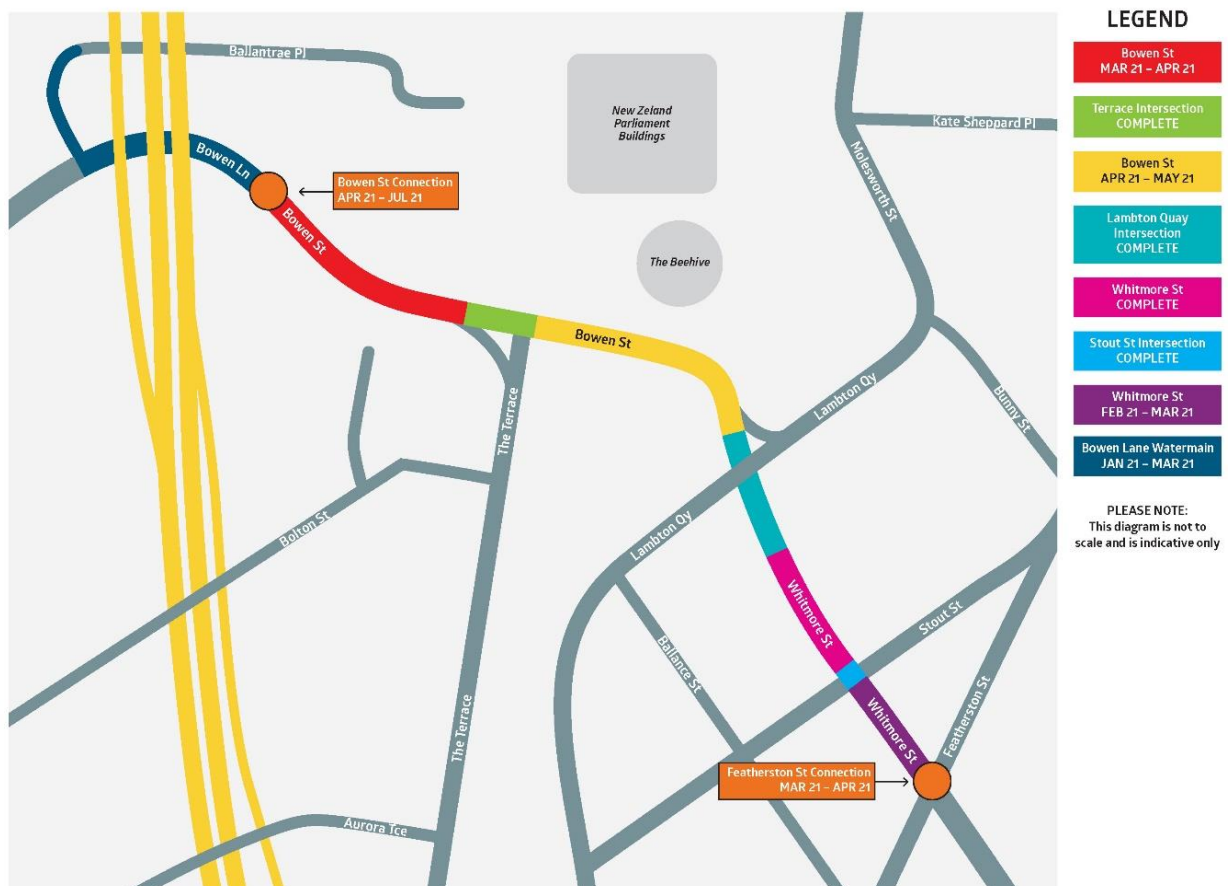 Ballantrae Pl
New Zeland
Parliament
Buildings
Kate Sheppard Pl
Bowen Ln
Molesworth St
Bowen St Connection
APR 21 – JUL 21
Bowen St
The Beehive
Bowen St
Lambton Qy
Bunny St
The Terrace
Bolton St
Lambton Qy
Whitmore St
Stout St
Ballance St
Whitmore St
Featherston St
The Terrace
Featherston St Connection
MAR 21 – APR 21
Aurora Tce
LEGEND
Bowen St
MAR 21 – APR 21
Terrace Intersection
COMPLETE
Bowen St
APR 21 – MAY 21
Lambton Quay
Intersection
COMPLETE
Whitmore St
COMPLETE
Stout St Intersection
COMPLETE
Whitmore St
FEB 21 – MAR 21
Bowen Lane Watermain
JAN 21 – MAR 21
PLEASE NOTE:
This diagram is not to
scale and is indicative only